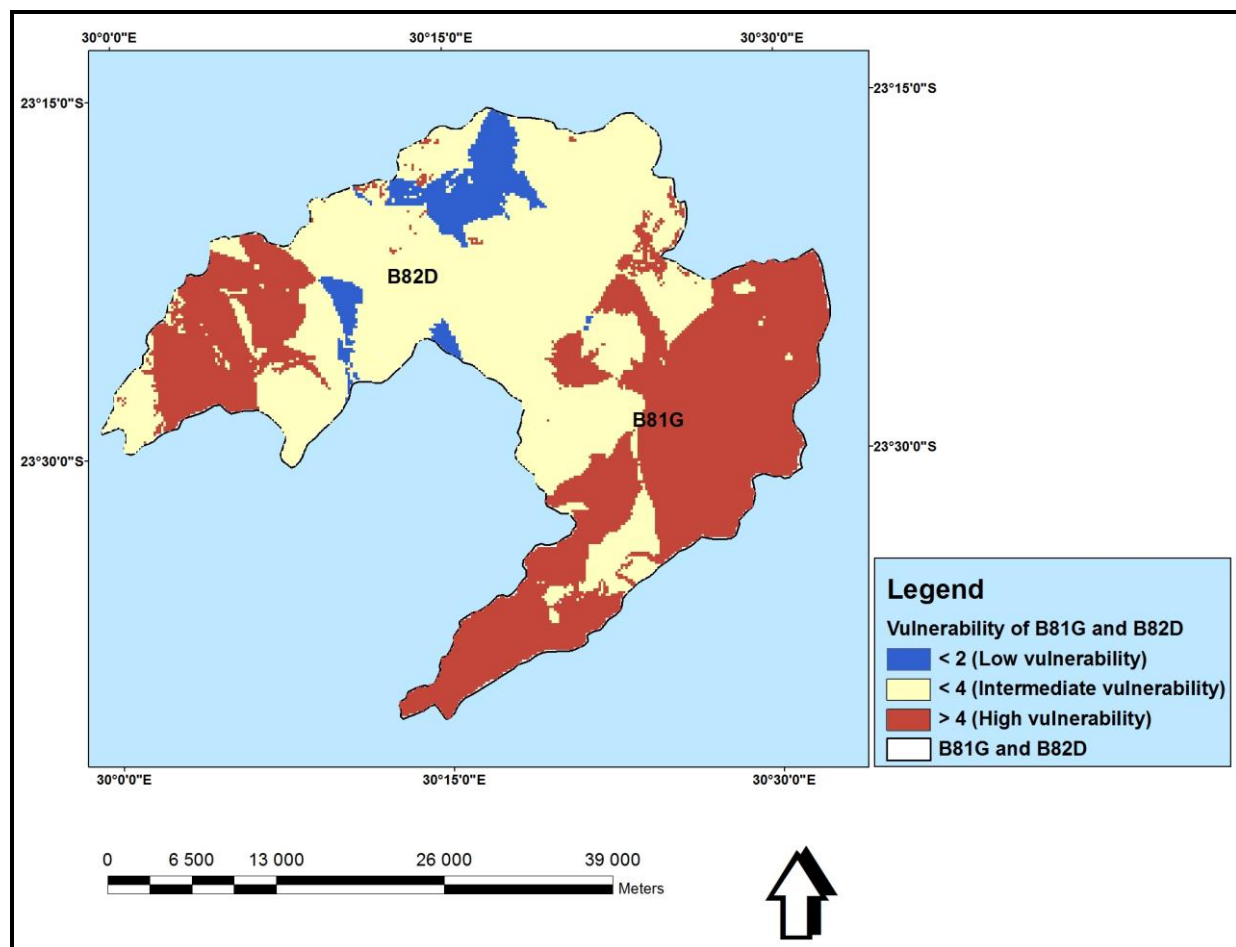 30°0'0"E 30°15'0"E 30°30'0"E
23°15'0"S 23°15'0"S
B82D
B81G
23°30'0"S 23°30'0"S
Legend
Vulnerability of B81G and B82D
< 2 (Low vulnerability)
< 4 (Intermediate vulnerability)
> 4 (High vulnerability)
B81G and B82D
30°0'0"E 30°15'0"E 30°30'0"E
0 6 500 13 000 26 000 39 000
Meters